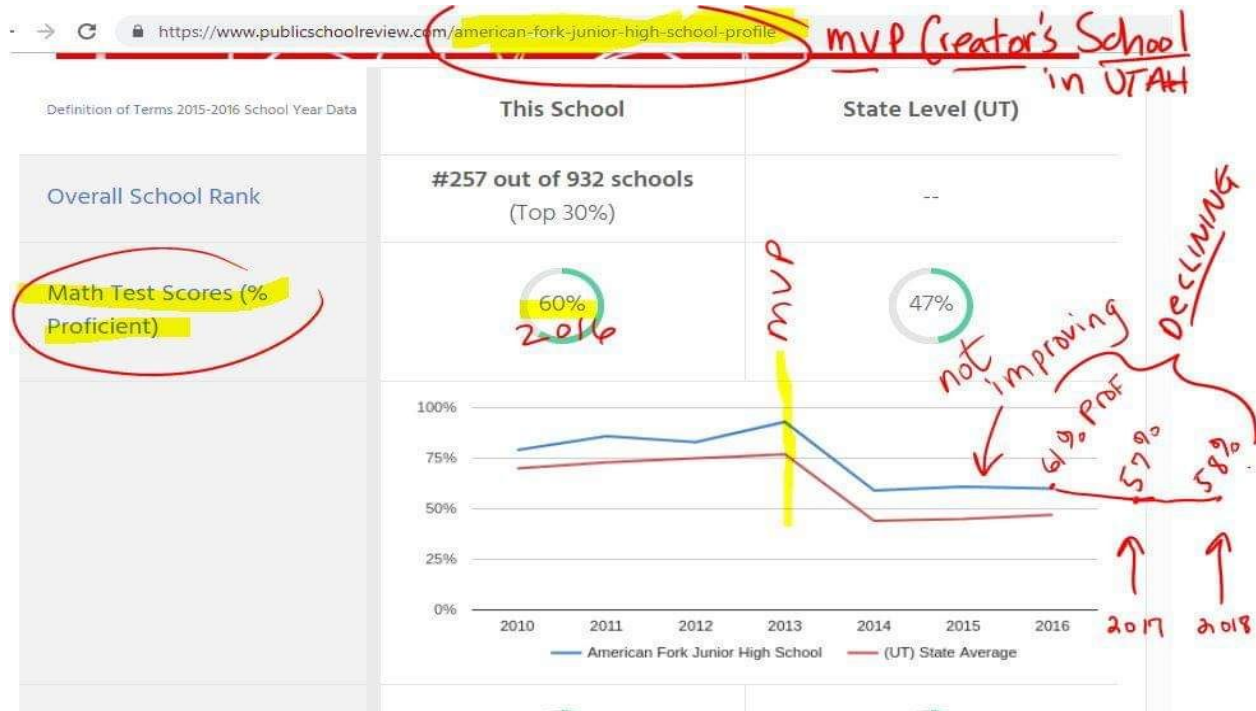 https://www.publicschoolreview.com/american-fork-junior-high-school-profile
mVP Creator's School
in UTAH
Definition of Terms 2015-2016 School Year Data
This School
State Level (UT)
Overall School Rank
#257 out of 932 schools
(Top 30%)
--
DECLINING
Math Test Scores (%
Proficient)
60%
2016
mVP
47%
not
improving
100%
75%
50%
25%
0%
61% PROF
57%
58%
2010 2011 2012 2013 2014 2015 2016
2017 2018
American Fork Junior High School (UT) State Average